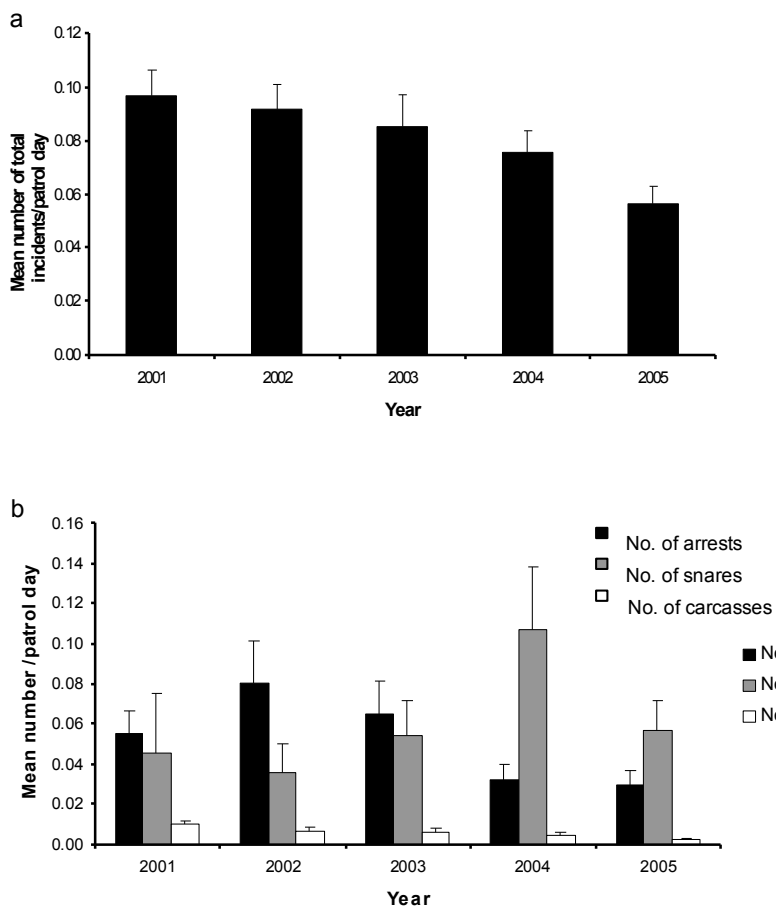 a
0.12
0.10
0.08
0.06
0.04
0.02
0.00
Mean number of total
incidents/patrol day
2001 2002 2003 2004 2005
Year
b
0.16
0.14
0.12
0.10
0.08
0.06
0.04
0.02
0.00
Mean number /patrol day
No. of arrests
No. of snares
No. of carcasses
2001 2002 2003 2004 2005
Year